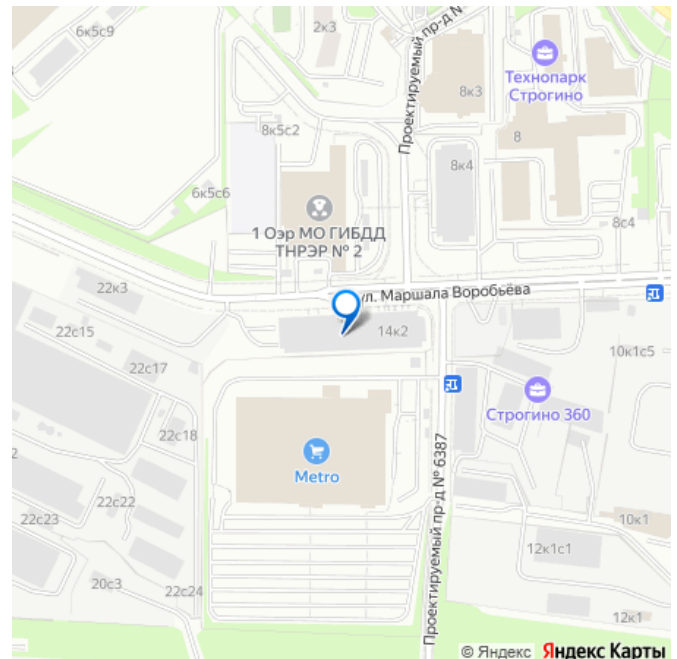 6к5с9
2к3
Проектируемый пр-д №
Технопарк
Строгино
8к3
8к5с2
8
8к4
6к5с6
1 Оэр МО ГИБДД
ТНРЭР № 2
8с4
22к3
ул. Маршала Воробьёва
22с15
14к2
10к1с5
22с17
Строгино 360
22с18
2
Metro
Проектируемый пр-д № 6387
22с22
22с23
10к1
12к1с1
20с3
22с24
12к1
© Яндекс Яндекс Карты